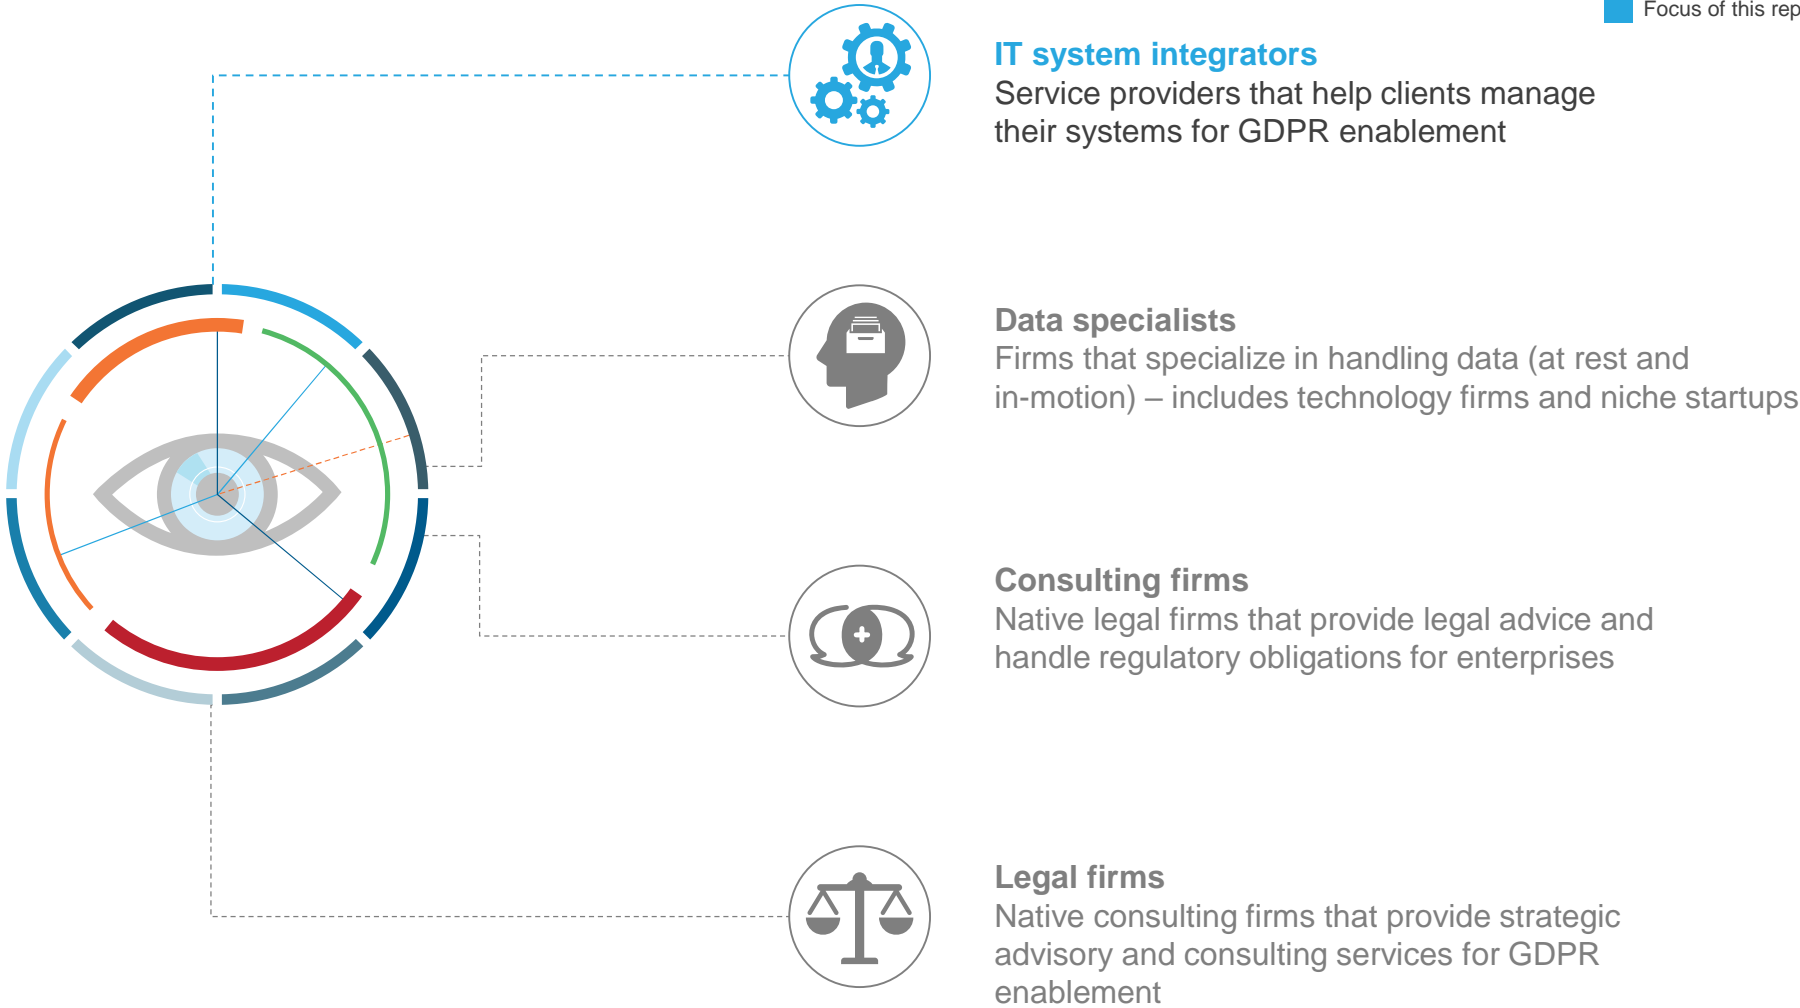 Focus of this rep
IT system integrators
Service providers that help clients manage
their systems for GDPR enablement
Data specialists
Firms that specialize in handling data (at rest and
in-motion) – includes technology firms and niche startups
Consulting firms
Native legal firms that provide legal advice and
handle regulatory obligations for enterprises
Legal firms
Native consulting firms that provide strategic
advisory and consulting services for GDPR
enablement